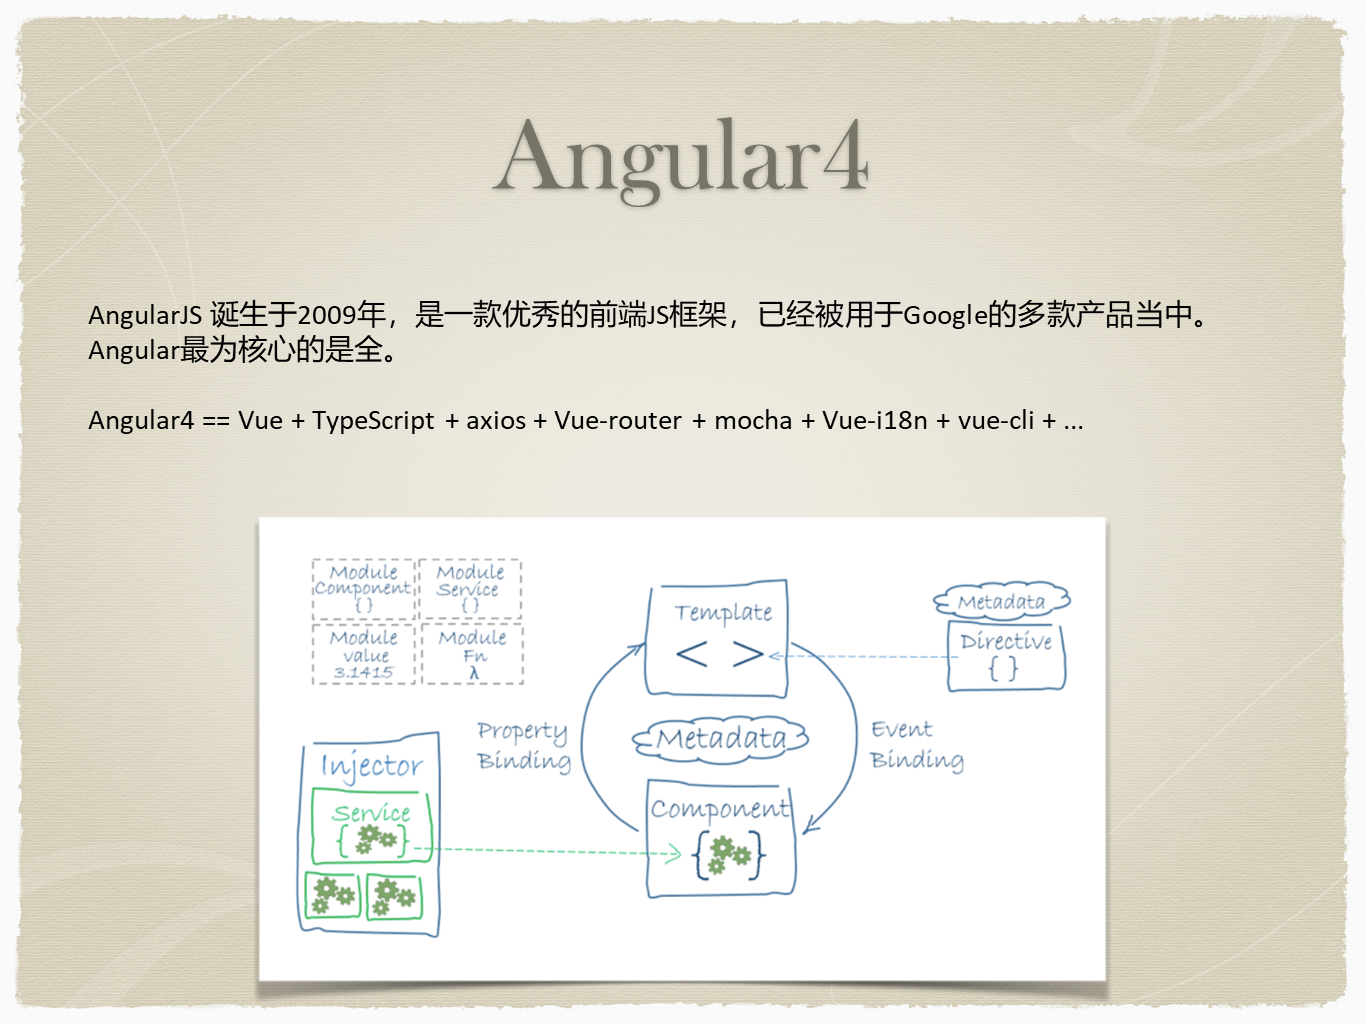 Angular4
AngularJS 诞生于2009年，是一款优秀的前端JS框架，已经被用于Google的多款产品当中。
Angular最为核心的是全。
Angular4 == Vue + TypeScript + axios + Vue-router + mocha + Vue-i18n + vue-cli + ...
Module
Component
{ }
Module
Service
{ }
Module
value
3.1415
Module
Fn
λ
Template
< >
Metadata
Directive
{ }
Property
Binding
Metadata
Event
Binding
Injector
Service
{ }
Component
{ }